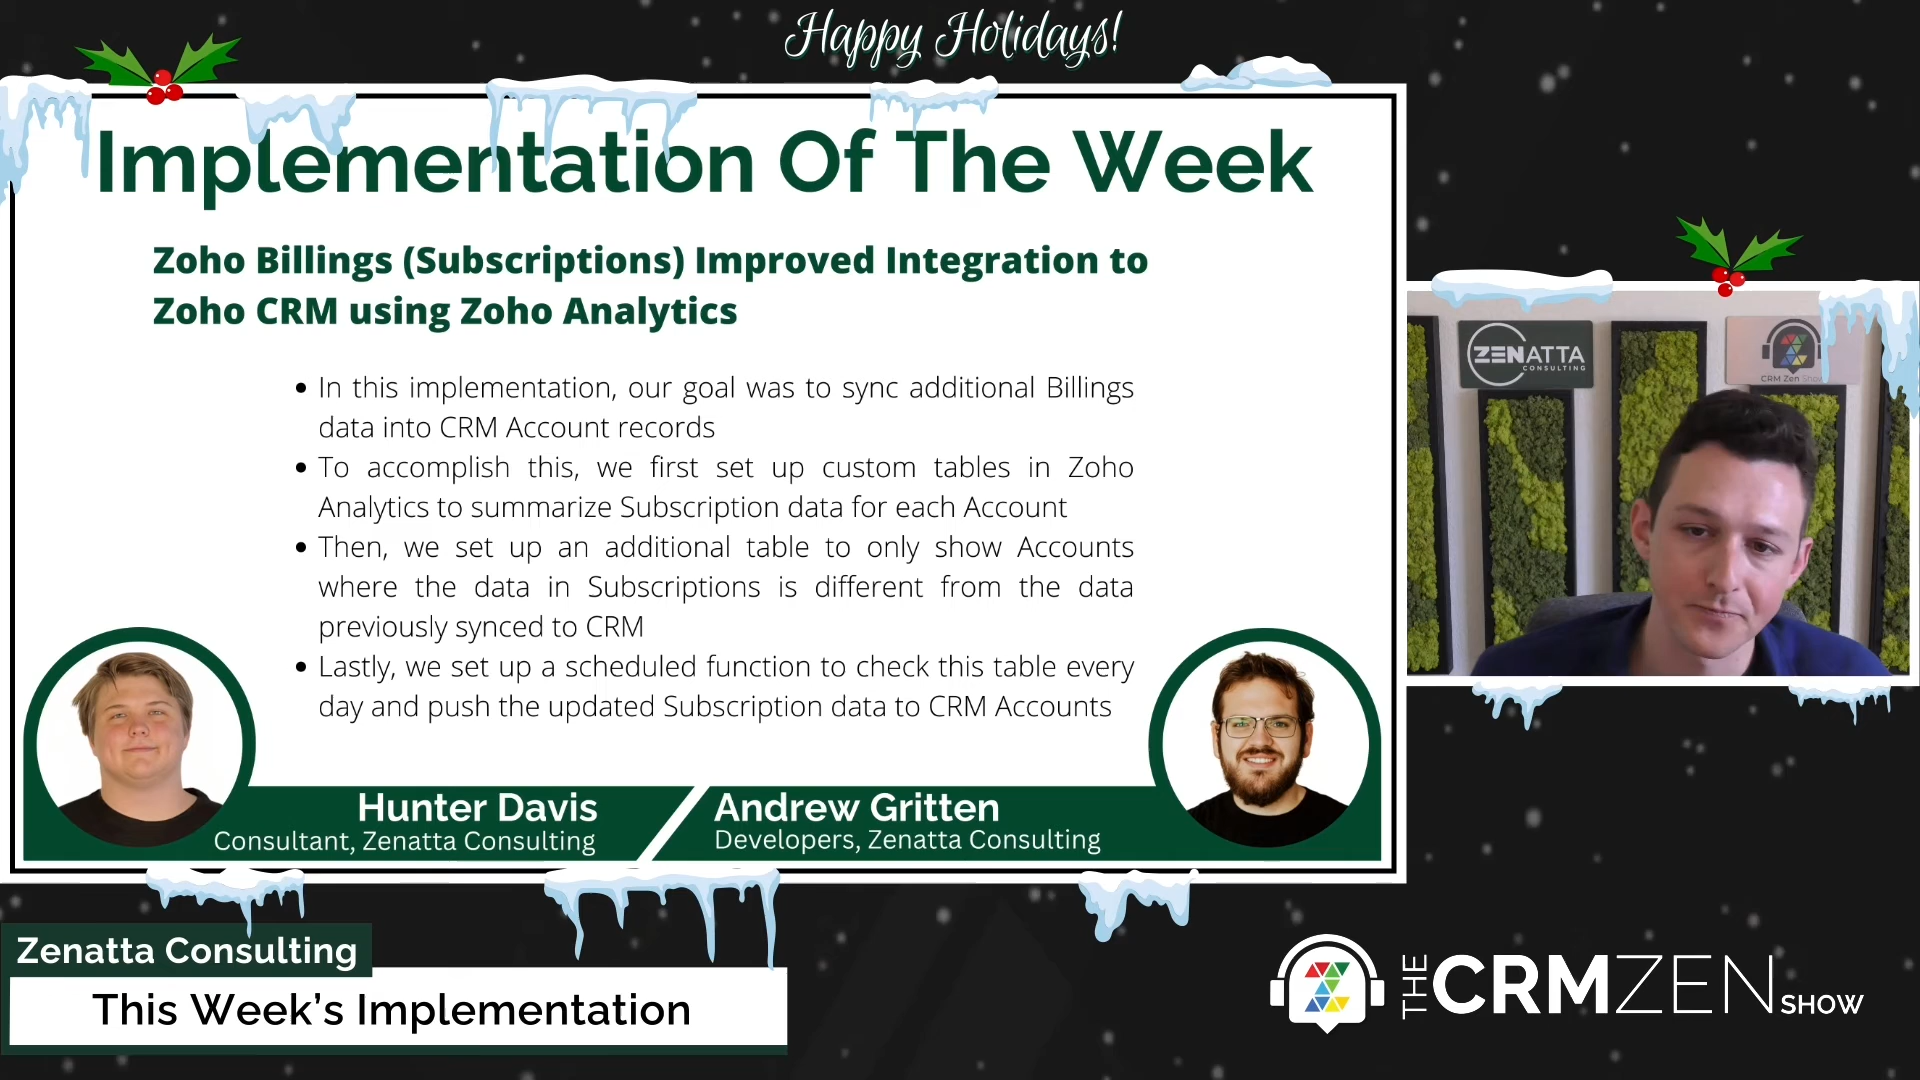 Happy Holidays!
Implementation Of The Week
Zoho Billings (Subscriptions) Improved Integration to
Zoho CRM using Zoho Analytics
• In this implementation, our goal was to sync additional Billings
data into CRM Account records
• To accomplish this, we first set up custom tables in Zoho
Analytics to summarize Subscription data for each Account
• Then, we set up an additional table to only show Accounts
where the data in Subscriptions is different from the data
previously synced to CRM
• Lastly, we set up a scheduled function to check this table every
day and push the updated Subscription data to CRM Accounts
Hunter Davis
Consultant, Zenatta Consulting
Andrew Gritten
Developers, Zenatta Consulting
ZENATTA
CONSULTING
CRM Zen Show
Zenatta Consulting
This Week's Implementation
THE CRMZEN SHOW